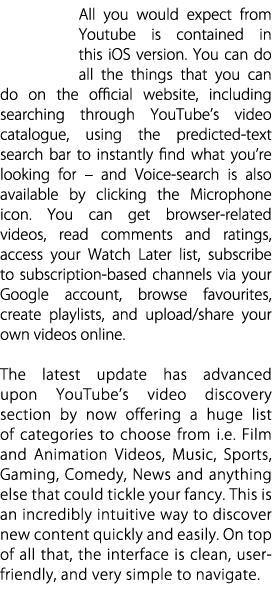 All you would expect from
Youtube is contained in
this iOS version. You can do
all the things that you can
do on the official website, including
searching through YouTube’s video
catalogue, using the predicted-text
search bar to instantly find what you’re
looking for – and Voice-search is also
available by clicking the Microphone
icon. You can get browser-related
videos, read comments and ratings,
access your Watch Later list, subscribe
to subscription-based channels via your
Google account, browse favourites,
create playlists, and upload/share your
own videos online.

The latest update has advanced
upon YouTube’s video discovery
section by now offering a huge list
of categories to choose from i.e. Film
and Animation Videos, Music, Sports,
Gaming, Comedy, News and anything
else that could tickle your fancy. This is
an incredibly intuitive way to discover
new content quickly and easily. On top
of all that, the interface is clean, user-
friendly, and very simple to navigate.